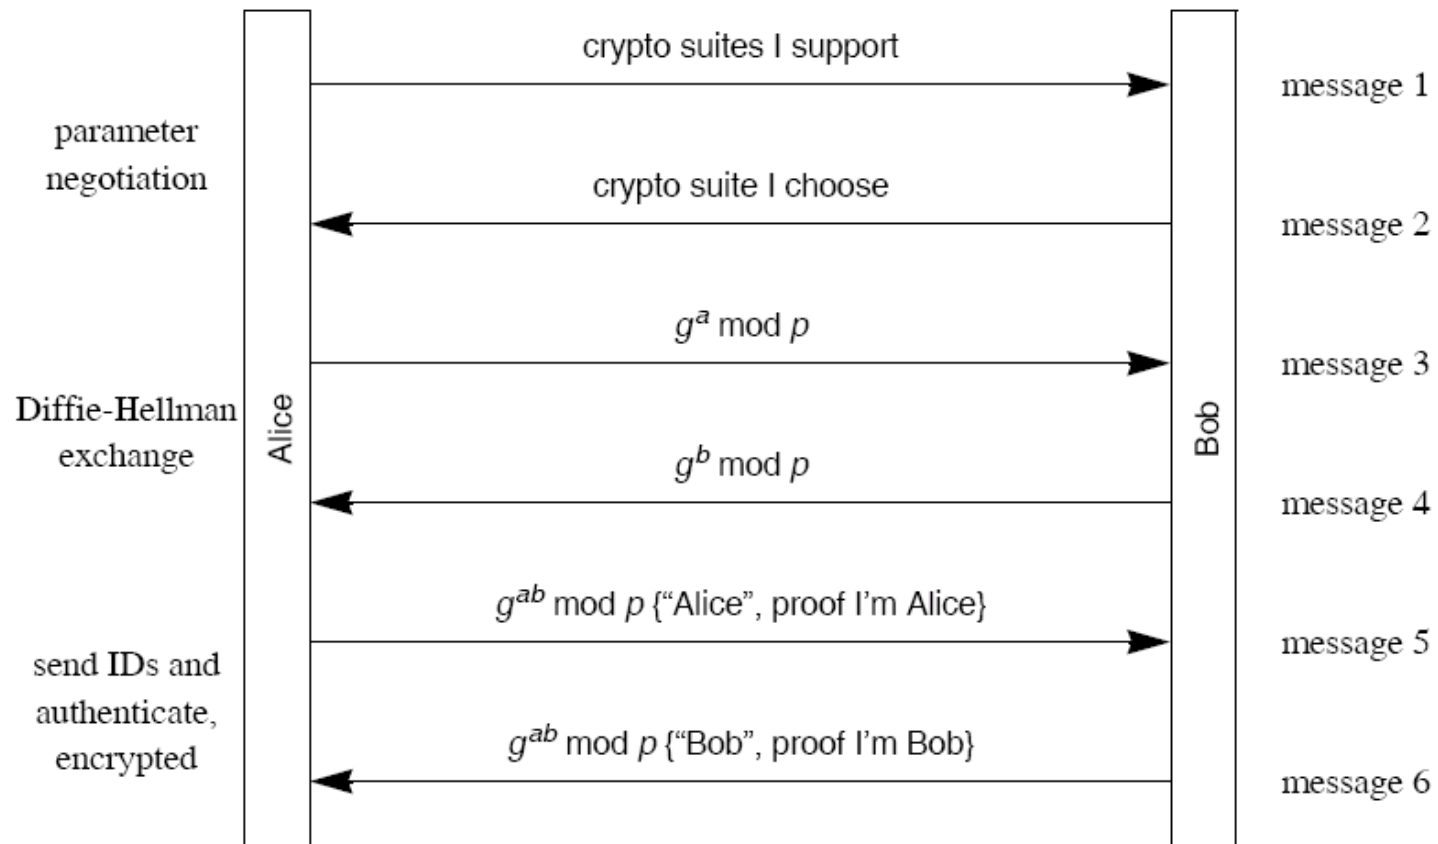 crypto suites I support
message 1
parameter
negotiation
crypto suite I choose
message 2
g^a mod p
message 3
Diffie-Hellman
exchange
Alice
Bob
g^b mod p
message 4
g^ab mod p {“Alice”, proof I’m Alice}
message 5
send IDs and
authenticate,
encrypted
g^ab mod p {“Bob”, proof I’m Bob}
message 6